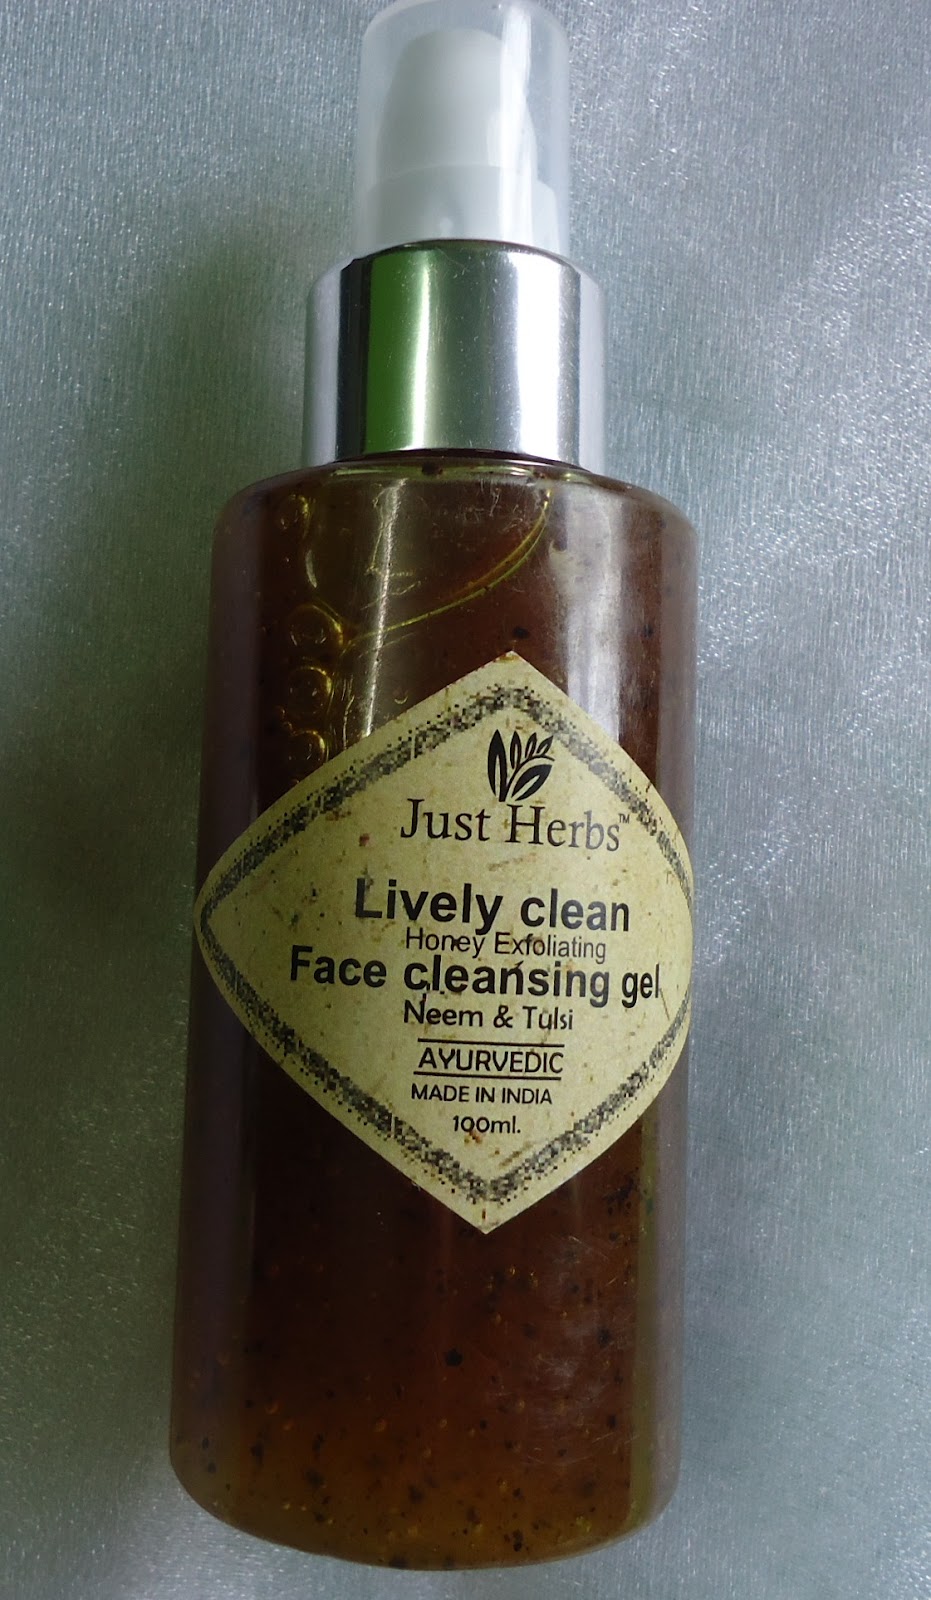 Just Herbs™
Lively clean
Honey Exfoliating
Face cleansing gel
Neem & Tulsi
AYURVEDIC
MADE IN INDIA
100ml.